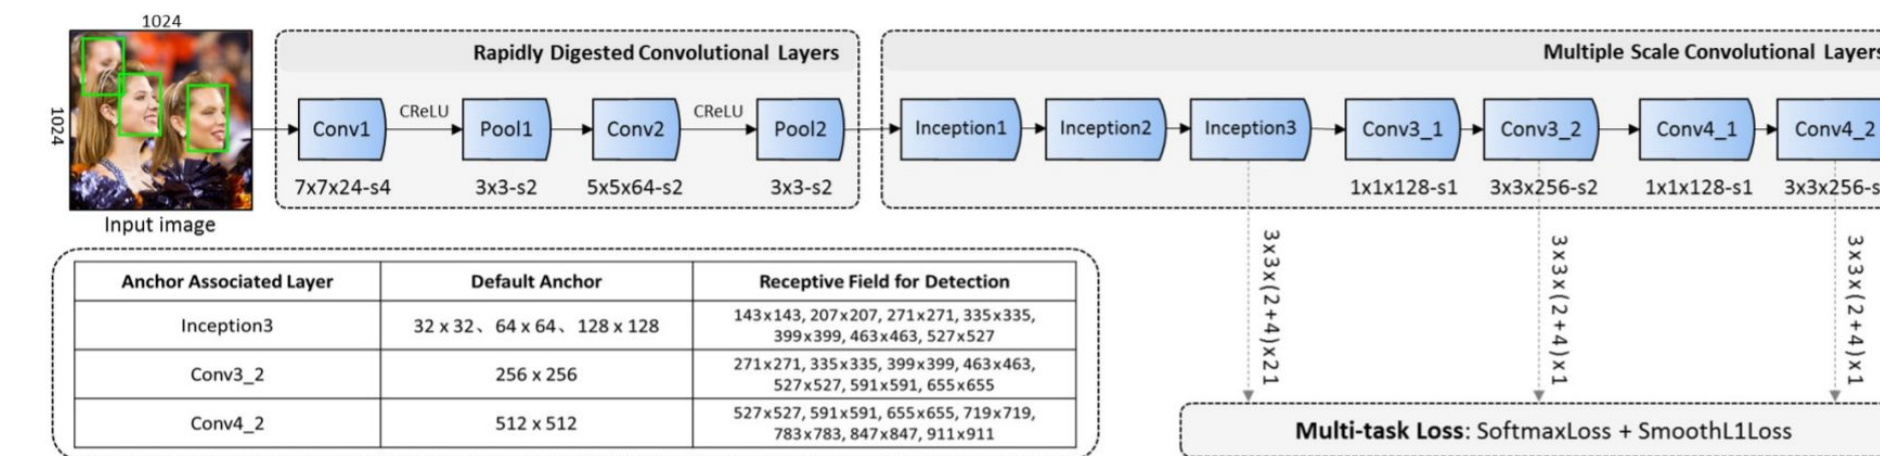 1024
1024
Input image
Rapidly Digested Convolutional Layers
Conv1
CReLU
Pool1
Conv2
CReLU
Pool2
7x7x24-s4
3x3-s2
5x5x64-s2
3x3-s2
Multiple Scale Convolutional Layers
Inception1
Inception2
Inception3
Conv3_1
Conv3_2
Conv4_1
Conv4_2
1x1x128-s1
3x3x256-s2
1x1x128-s1
3x3x256-s
3x3x(2+4)x21
3x3x(2+4)x1
3x3x(2+4)x1
Multi-task Loss: SoftmaxLoss + SmoothL1Loss
Anchor Associated Layer Default Anchor Receptive Field for Detection
Inception3 32 x 32、64 x 64、128 x 128 143x143, 207x207, 271x271, 335x335,
399x399, 463x463, 527x527
Conv3_2 256 x 256 271x271, 335x335, 399x399, 463x463,
527x527, 591x591, 655x655
Conv4_2 512 x 512 527x527, 591x591, 655x655, 719x719,
783x783, 847x847, 911x911